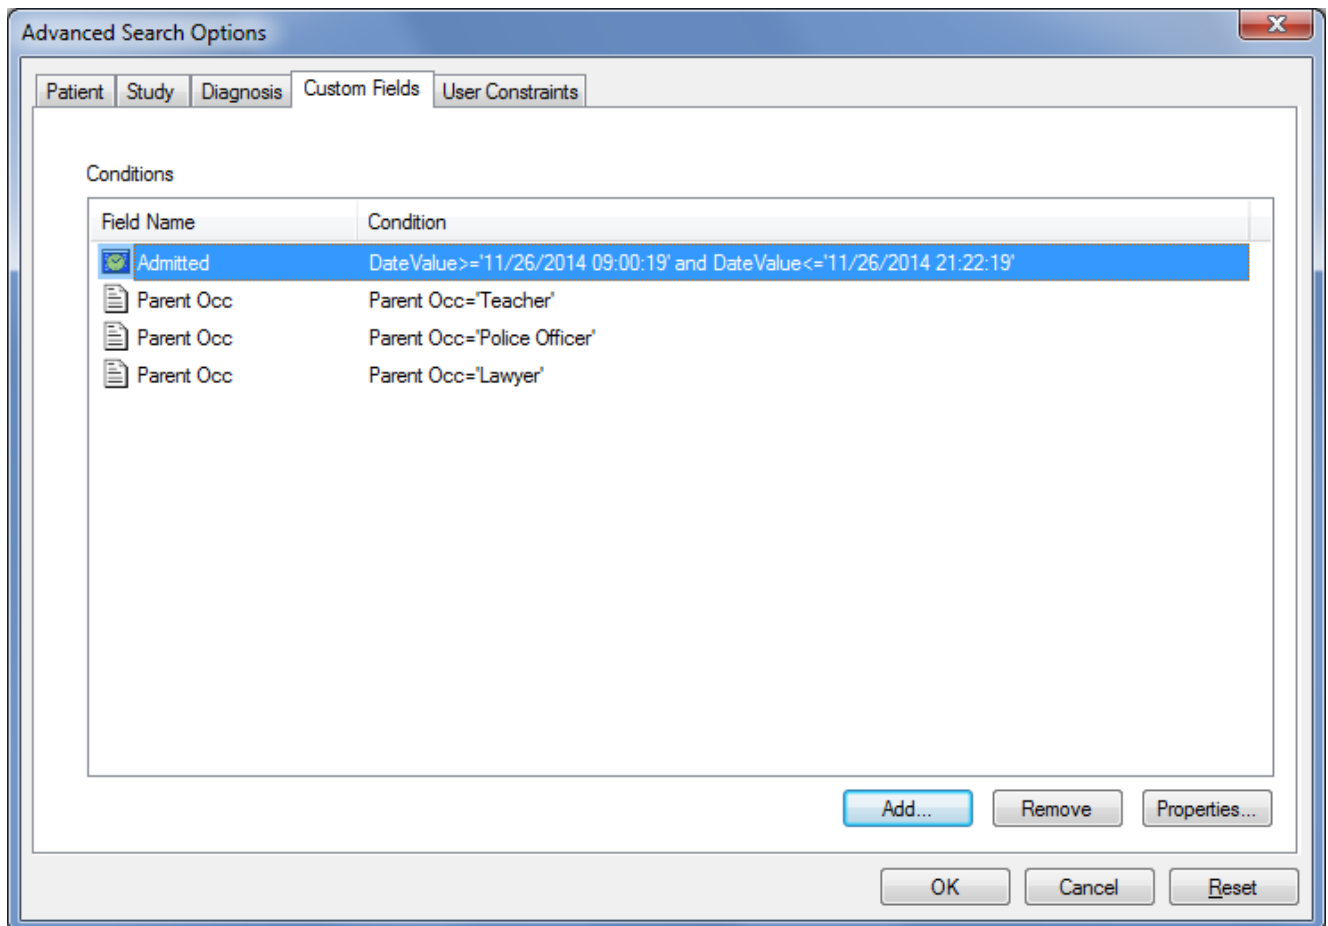 Advanced Search Options
Patient Study Diagnosis Custom Fields User Constraints
Conditions
Field Name Condition
Admitted DateValue>='11/26/2014 09:00:19' and DateValue<='11/26/2014 21:22:19'
Parent Occ Parent Occ='Teacher'
Parent Occ Parent Occ='Police Officer'
Parent Occ Parent Occ='Lawyer'
Add... Remove Properties...
OK Cancel Reset